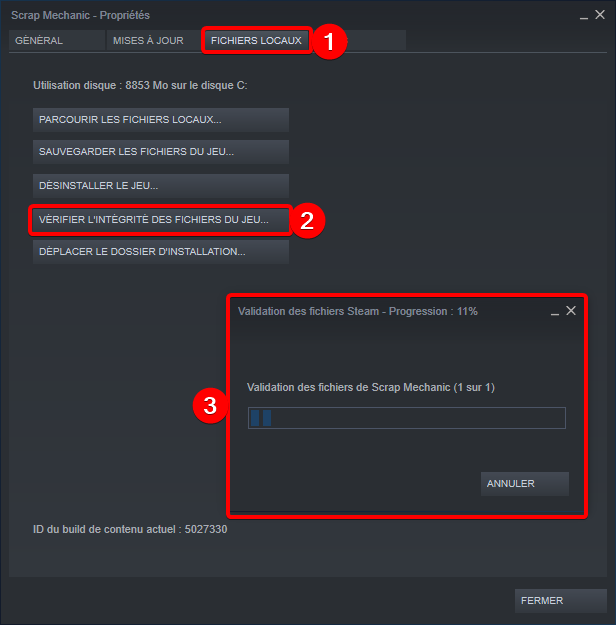 Scrap Mechanic - Propriétés
GÉNÉRAL
MISES À JOUR
FICHIERS LOCAUX
1
Utilisation disque : 8853 Mo sur le disque C:
PARCOURIR LES FICHIERS LOCAUX...
SAUVEGARDER LES FICHIERS DU JEU...
DÉSINSTALLER LE JEU...
VÉRIFIER L'INTÉGRITÉ DES FICHIERS DU JEU...
2
DÉPLACER LE DOSSIER D'INSTALLATION...
Validation des fichiers Steam - Progression : 11%
Validation des fichiers de Scrap Mechanic (1 sur 1)
3
ANNULER
ID du build de contenu actuel : 5027330
FERMER